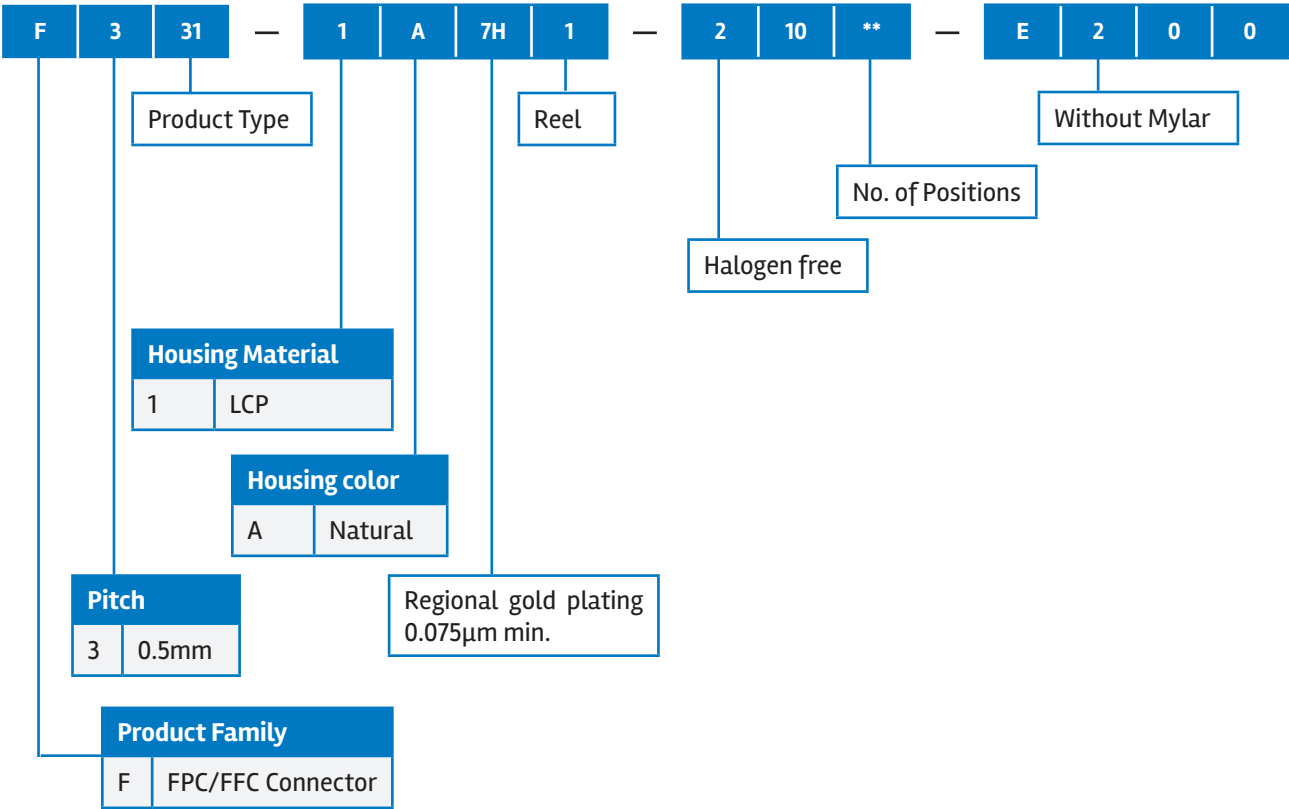 F 3 31 — 1 A 7H 1 — 2 10 ** — E 2 0 0
Product Type
Reel
Without Mylar
No. of Positions
Halogen free
Housing Material
1 LCP
Housing color
A Natural
Pitch
3 0.5mm
Regional gold plating
0.075µm min.
Product Family
F FPC/FFC Connector